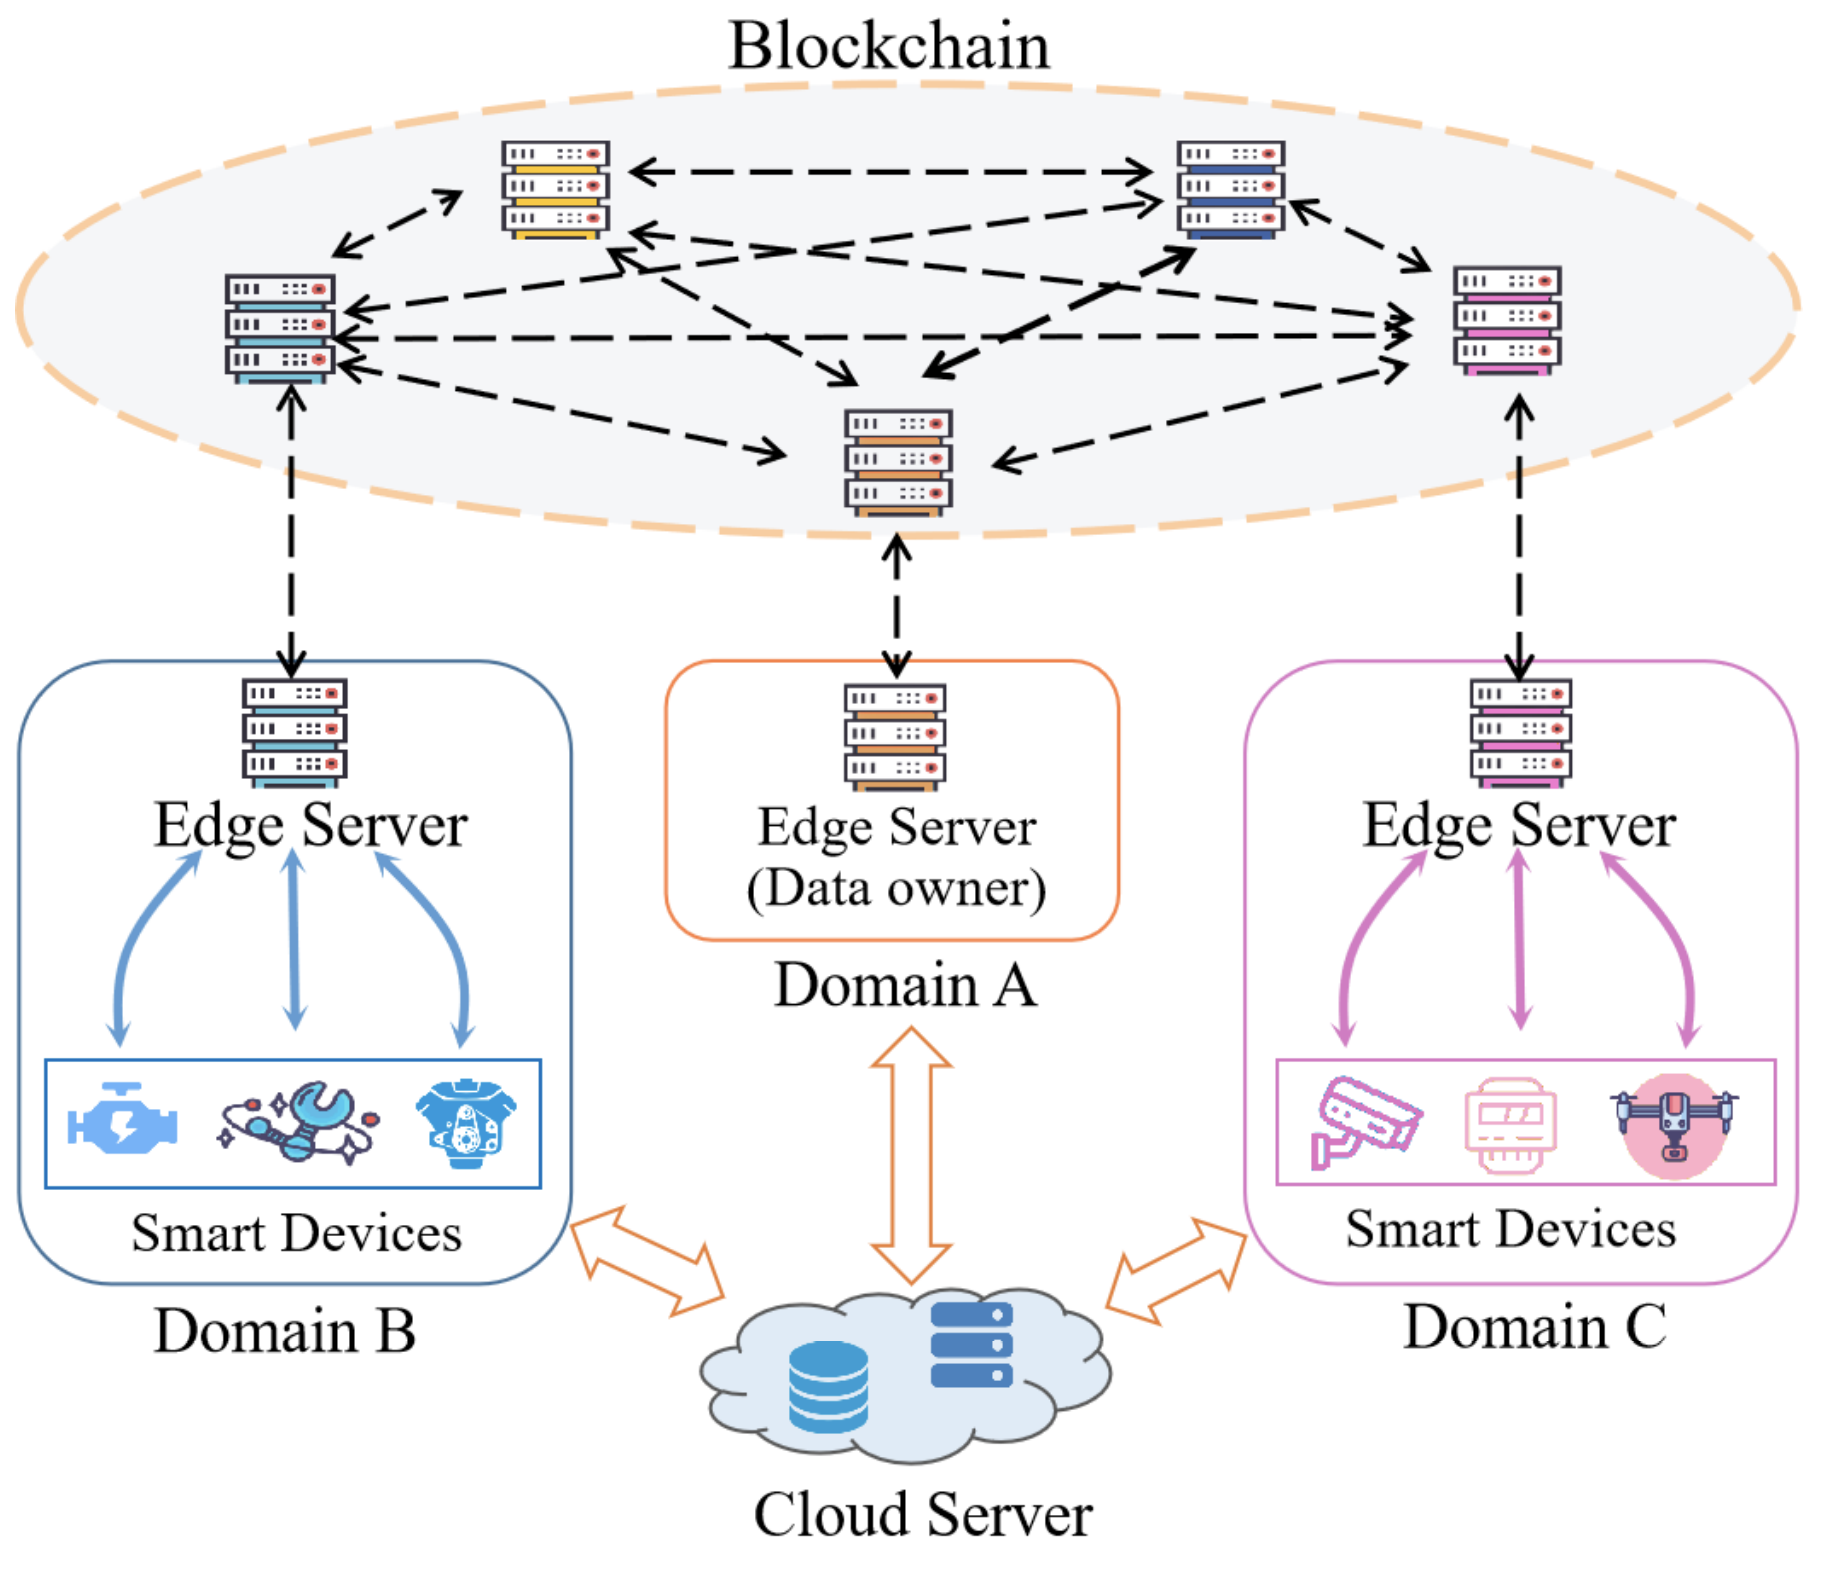 Blockchain
Edge Server
Edge Server
(Data owner)
Edge Server
Domain A
Smart Devices
Smart Devices
Domain B
Domain C
Cloud Server